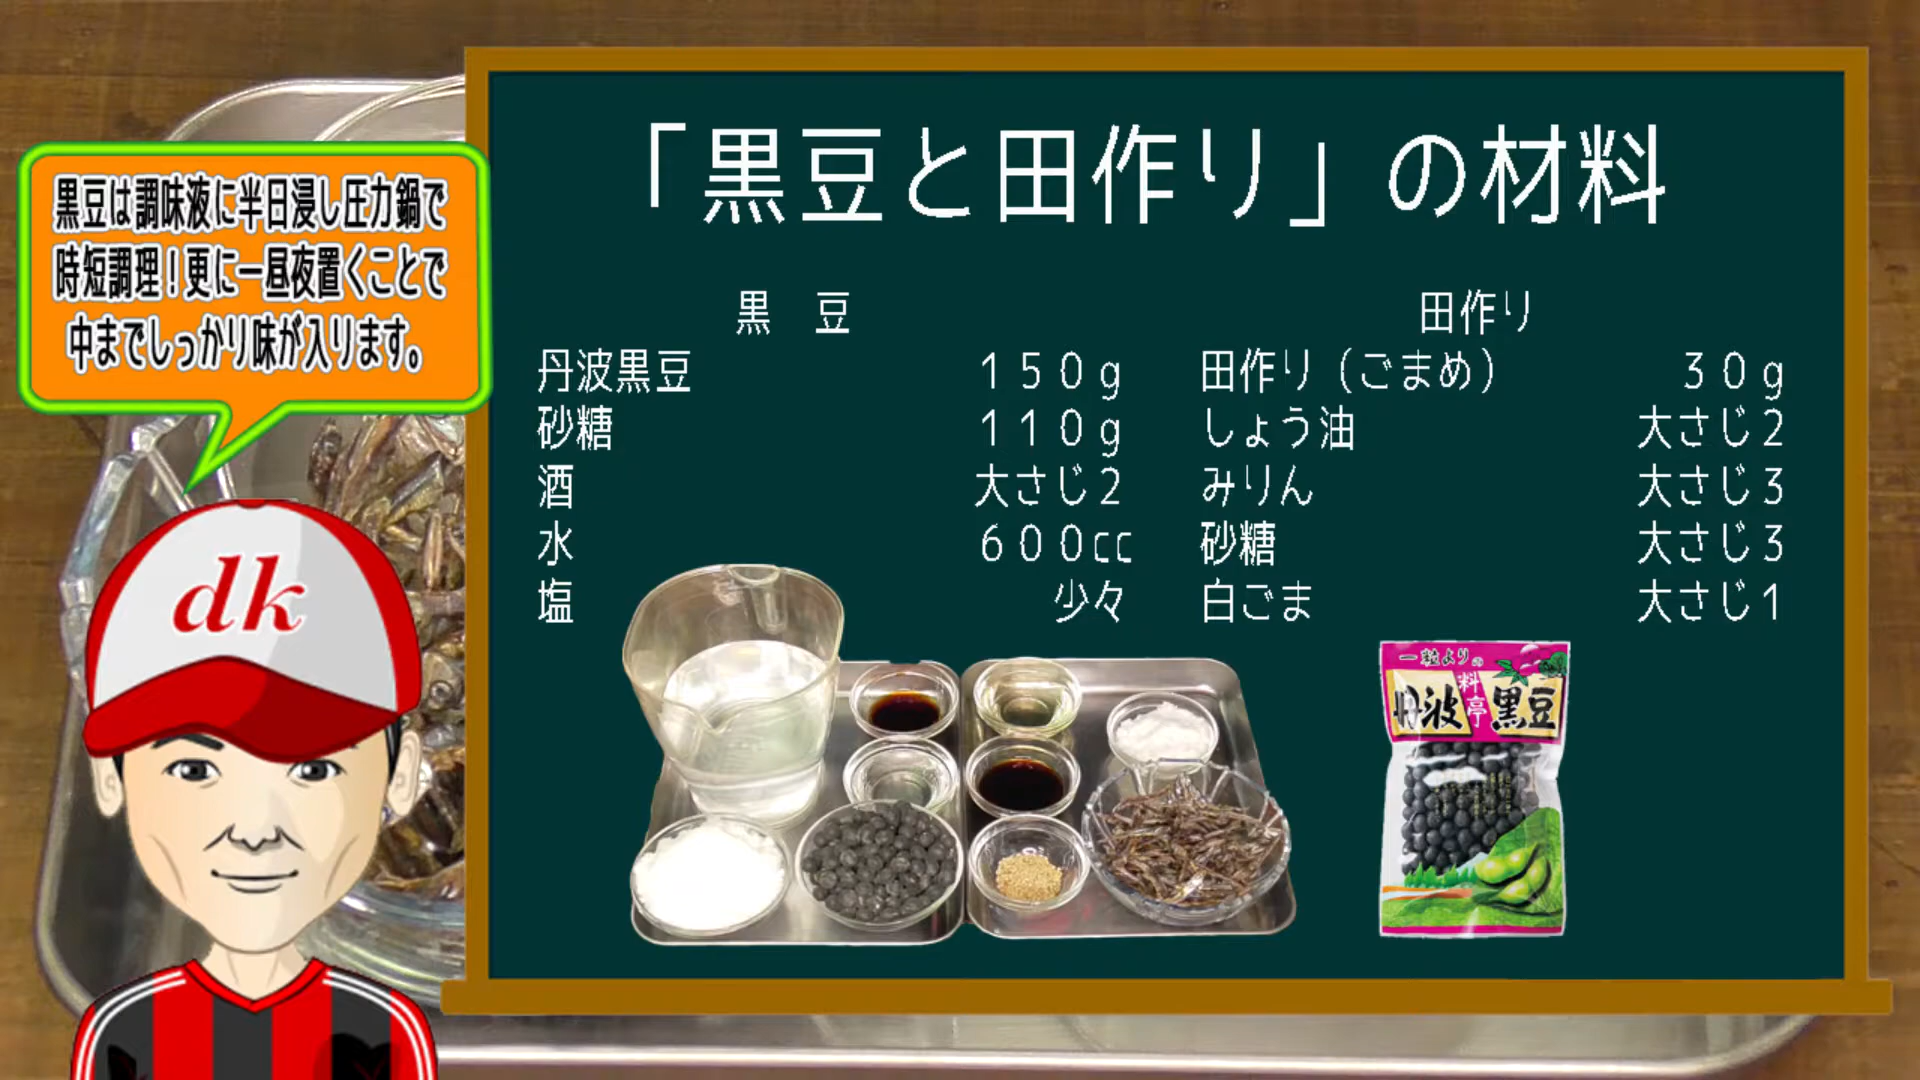 「黒豆と田作り」の材料
黒豆は調味液に半日浸し圧力鍋で
時短調理！更に一昼夜置くことで
中までしっかり味が入ります。
黒　豆
丹波黒豆　１５０ｇ
砂糖　１１０ｇ
酒　大さじ２
水　６００cc
塩　少々
田作り
田作り（ごまめ）　３０ｇ
しょう油　大さじ２
みりん　大さじ３
砂糖　大さじ３
白ごま　大さじ１
dk
一粒よりの
料亭
丹波黒豆